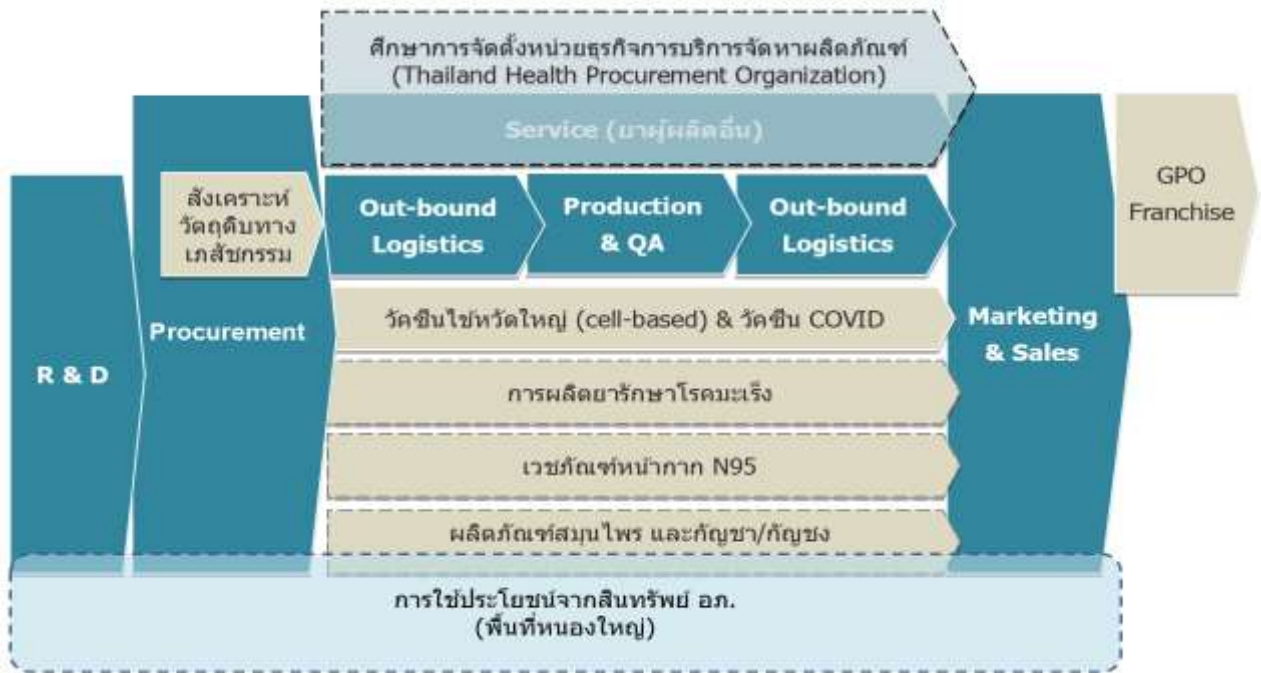 ศึกษาการจัดตั้งหน่วยธุรกิจการบริการจัดหาผลิตภัณฑ์
(Thailand Health Procurement Organization)
Service (ยาผู้ผลิตอื่น)
สังเคราะห์
วัตถุดิบทาง
เภสัชกรรม
Out-bound
Logistics
Production
& QA
Out-bound
Logistics
GPO
Franchise
R & D
Procurement
วัคซีนไข้หวัดใหญ่ (cell-based) & วัคซีน COVID
Marketing
& Sales
การผลิตยารักษาโรคมะเร็ง
เวชภัณฑ์หน้ากาก N95
ผลิตภัณฑ์สมุนไพร และกัญชา/กัญชง
การใช้ประโยชน์จากสินทรัพย์ อภ.
(พื้นที่หนองใหญ่)